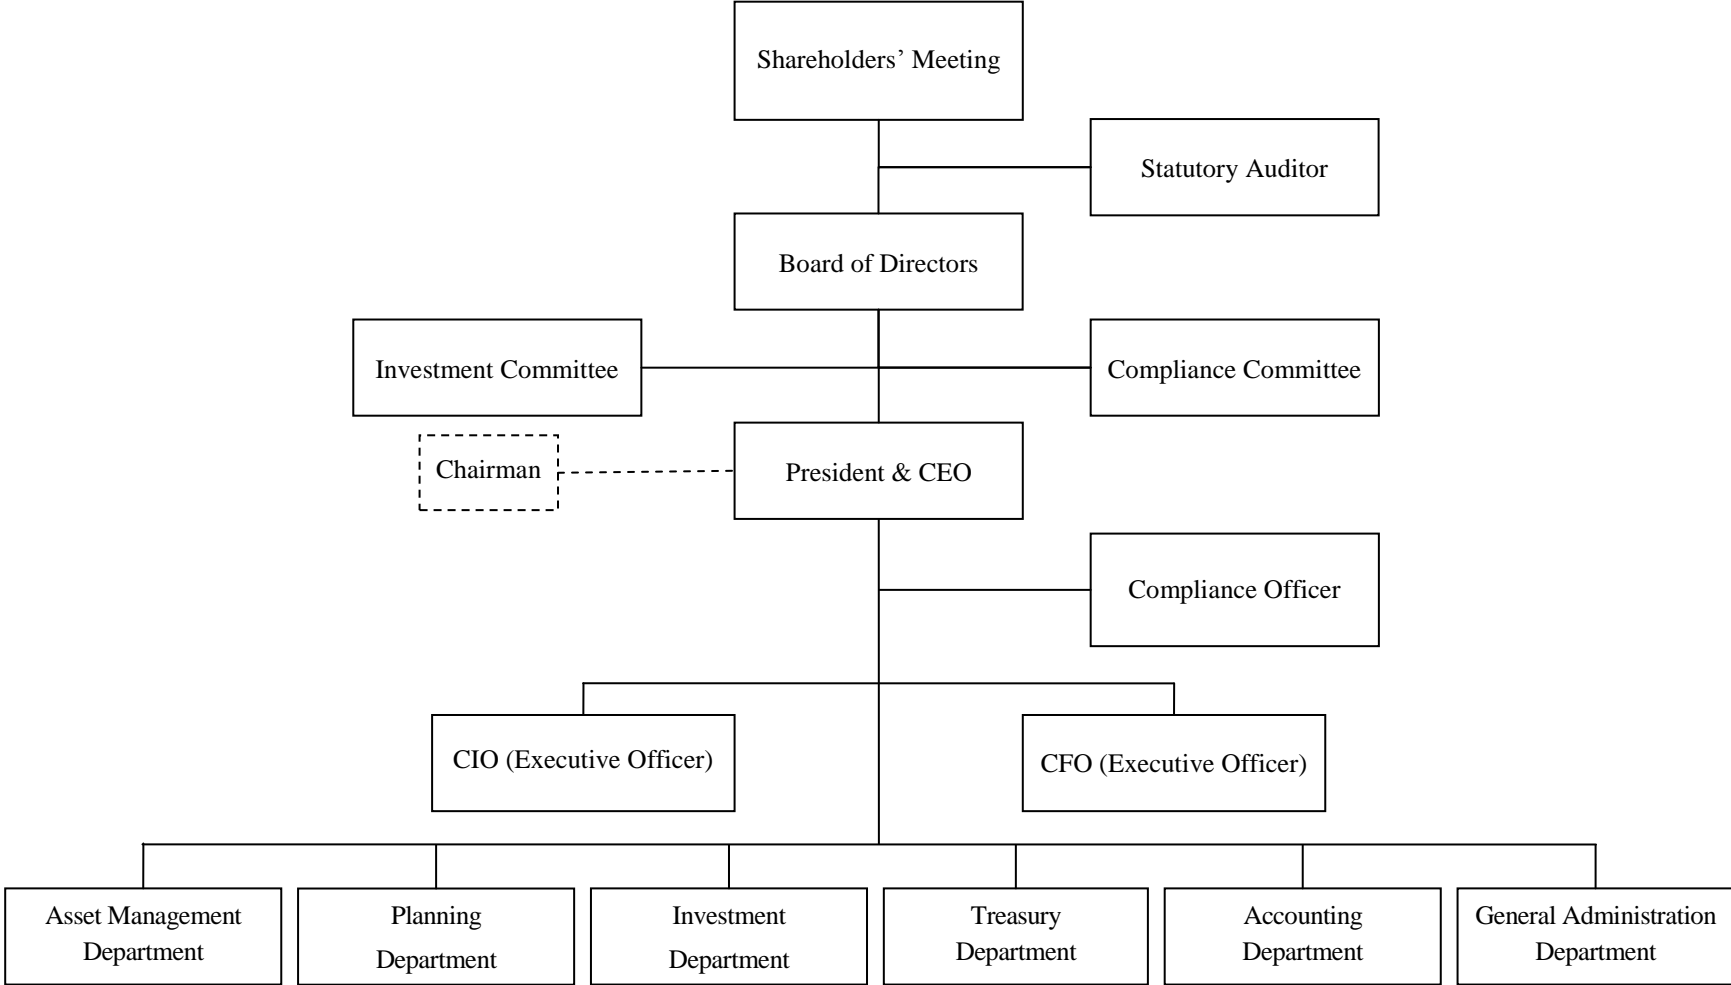 Shareholders’ Meeting
Statutory Auditor
Board of Directors
Investment Committee
Compliance Committee
Chairman
President & CEO
Compliance Officer
CIO (Executive Officer)
CFO (Executive Officer)
Asset Management
Department
Planning
Department
Investment
Department
Treasury
Department
Accounting
Department
General Administration
Department